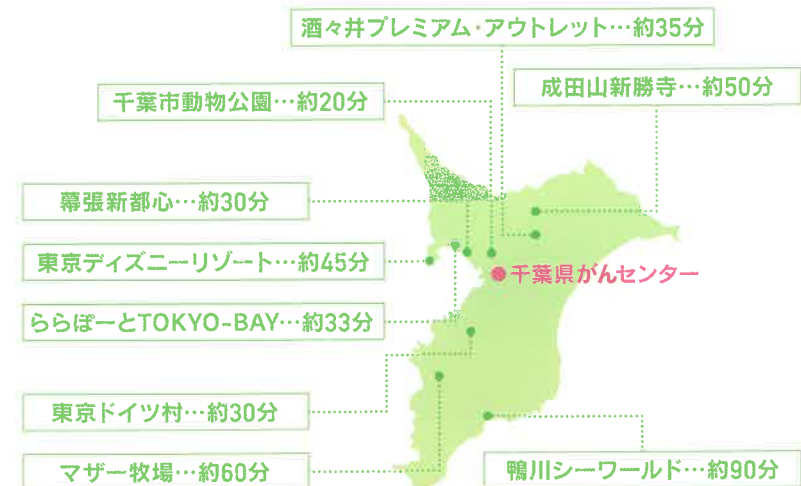 酒々井プレミアム・アウトレット…約35分
成田山新勝寺…約50分
千葉市動物公園…約20分
幕張新都心…約30分
東京ディズニーリゾート…約45分
千葉県がんセンター
ららぽーとTOKYO-BAY…約33分
東京ドイツ村…約30分
マザー牧場…約60分
鴨川シーワールド…約90分